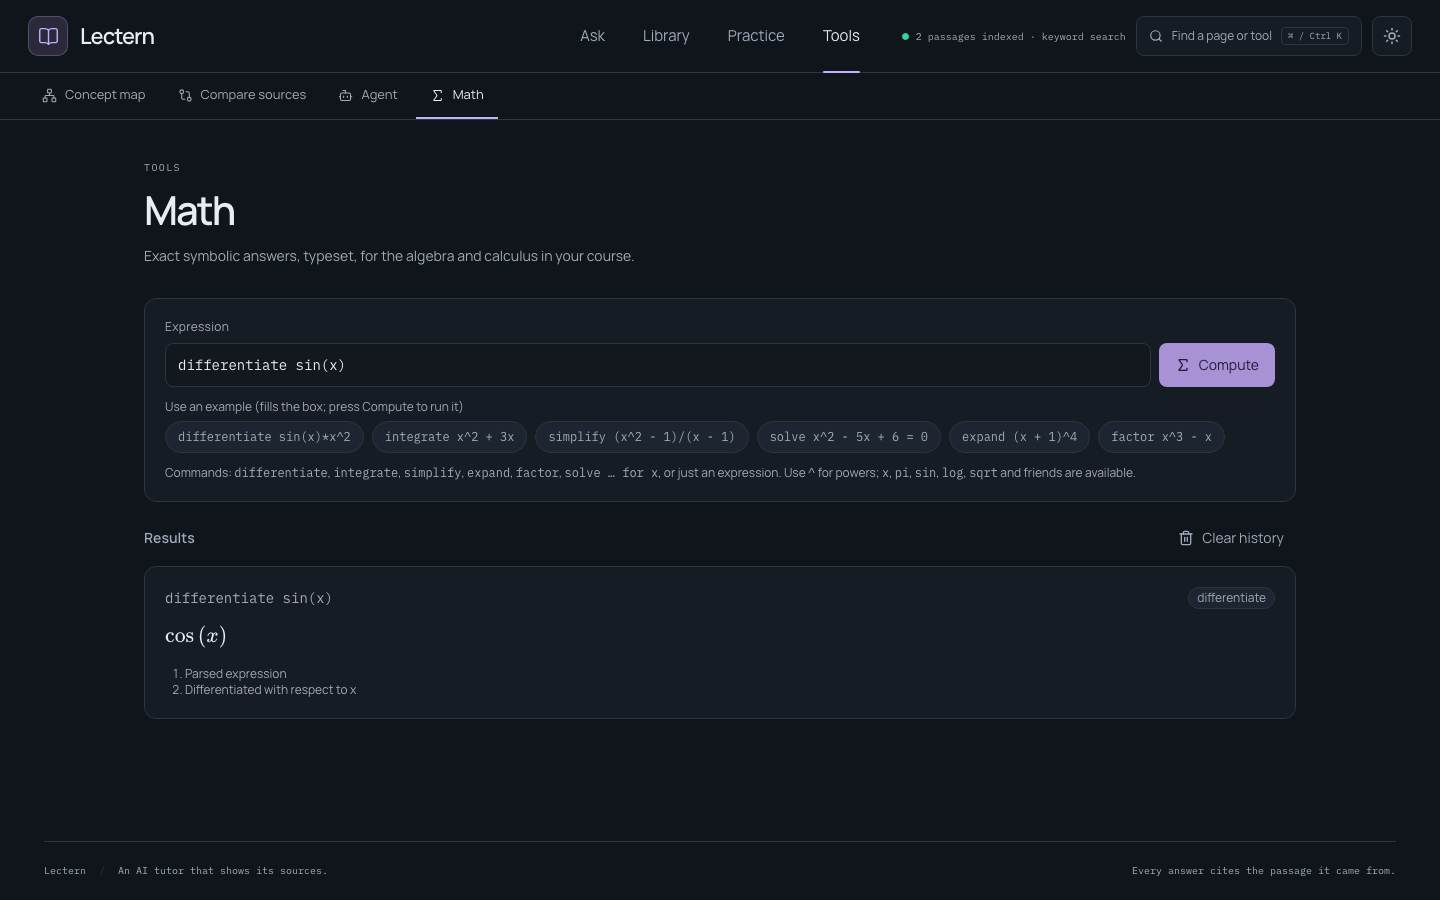 Lectern
Ask Library Practice Tools
2 passages indexed · keyword search
Find a page or tool ⌘ / Ctrl K
Concept map Compare sources Agent Math
TOOLS
Math
Exact symbolic answers, typeset, for the algebra and calculus in your course.
Expression
differentiate sin(x)
Compute
Use an example (fills the box; press Compute to run it)
differentiate sin(x)*x^2 integrate x^2 + 3x simplify (x^2 - 1)/(x - 1) solve x^2 - 5x + 6 = 0 expand (x + 1)^4 factor x^3 - x
Commands: differentiate, integrate, simplify, expand, factor, solve … for x, or just an expression. Use ^ for powers; x, pi, sin, log, sqrt and friends are available.
Results Clear history
differentiate sin(x) differentiate
cos (x)
1. Parsed expression
2. Differentiated with respect to x
Lectern / An AI tutor that shows its sources. Every answer cites the passage it came from.